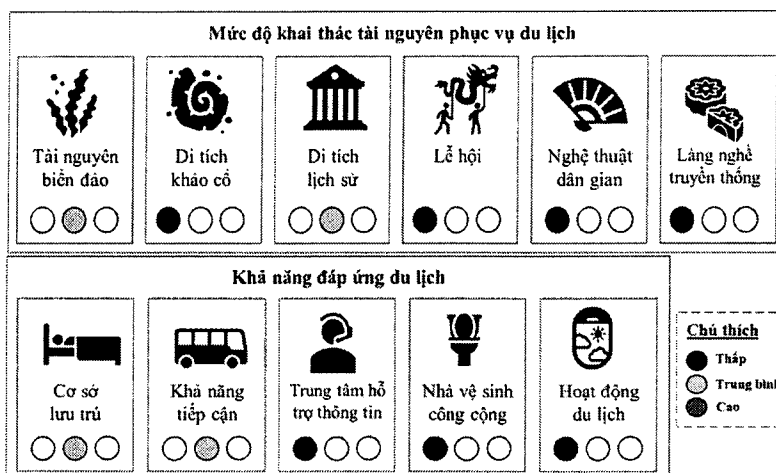 Mức độ khai thác tài nguyên phục vụ du lịch
Tài nguyên
biển đảo
Di tích
khảo cổ
Di tích
lịch sử
Lễ hội
Nghệ thuật
dân gian
Làng nghề
truyền thống
Khả năng đáp ứng du lịch
Cơ sở
lưu trú
Khả năng
tiếp cận
Trung tâm hỗ
trợ thông tin
Nhà vệ sinh
công cộng
Hoạt động
du lịch
Chú thích
Thấp
Trung bình
Cao